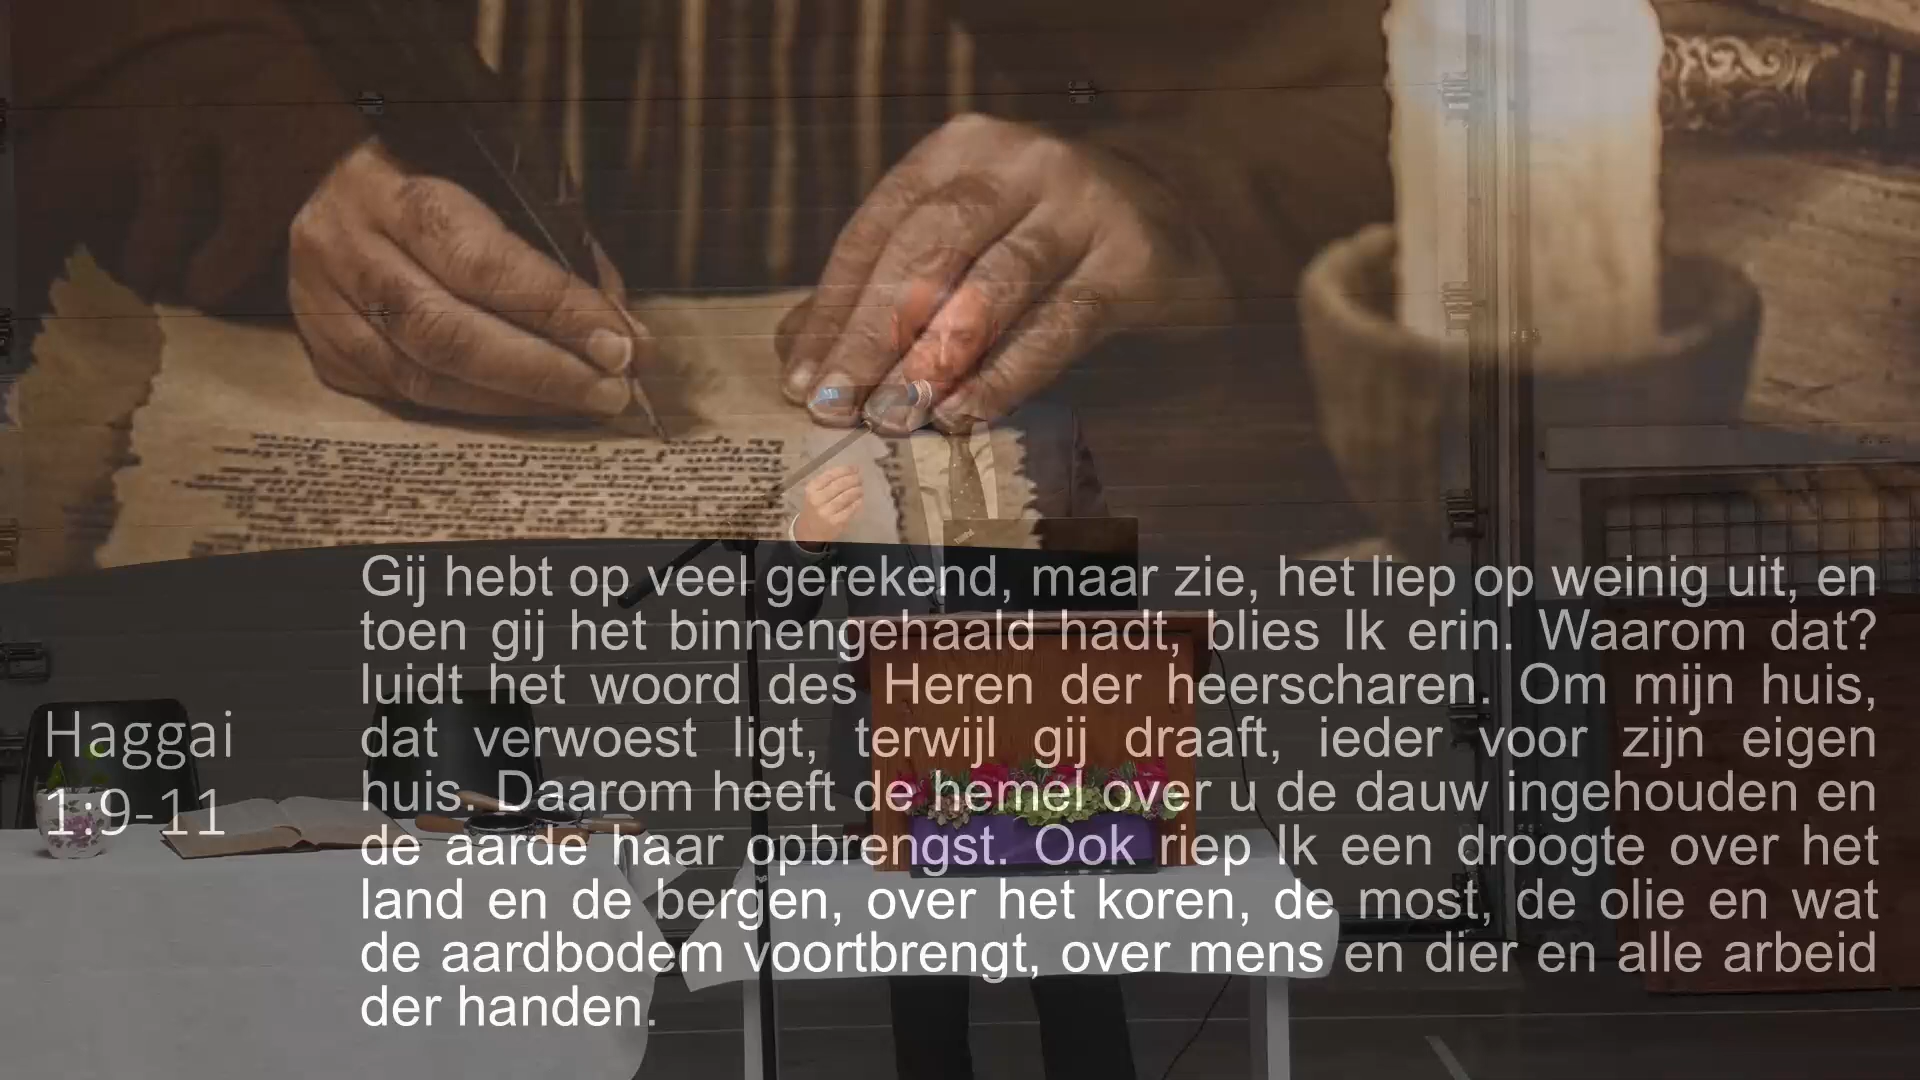 Gij hebt op veel gerekend, maar zie, het liep op weinig uit, en
toen gij het binnengehaald hadt, blies Ik erin. Waarom dat?
luidt het woord des Heren der heerscharen. Om mijn huis,
dat verwoest ligt, terwijl gij draaft, ieder voor zijn eigen
huis. Daarom heeft de hemel over u de dauw ingehouden en
de aarde haar opbrengst. Ook riep Ik een droogte over het
land en de bergen, over het koren, de most, de olie en wat
de aardbodem voortbrengt, over mens en dier en alle arbeid
der handen.
Haggai
1:9-11